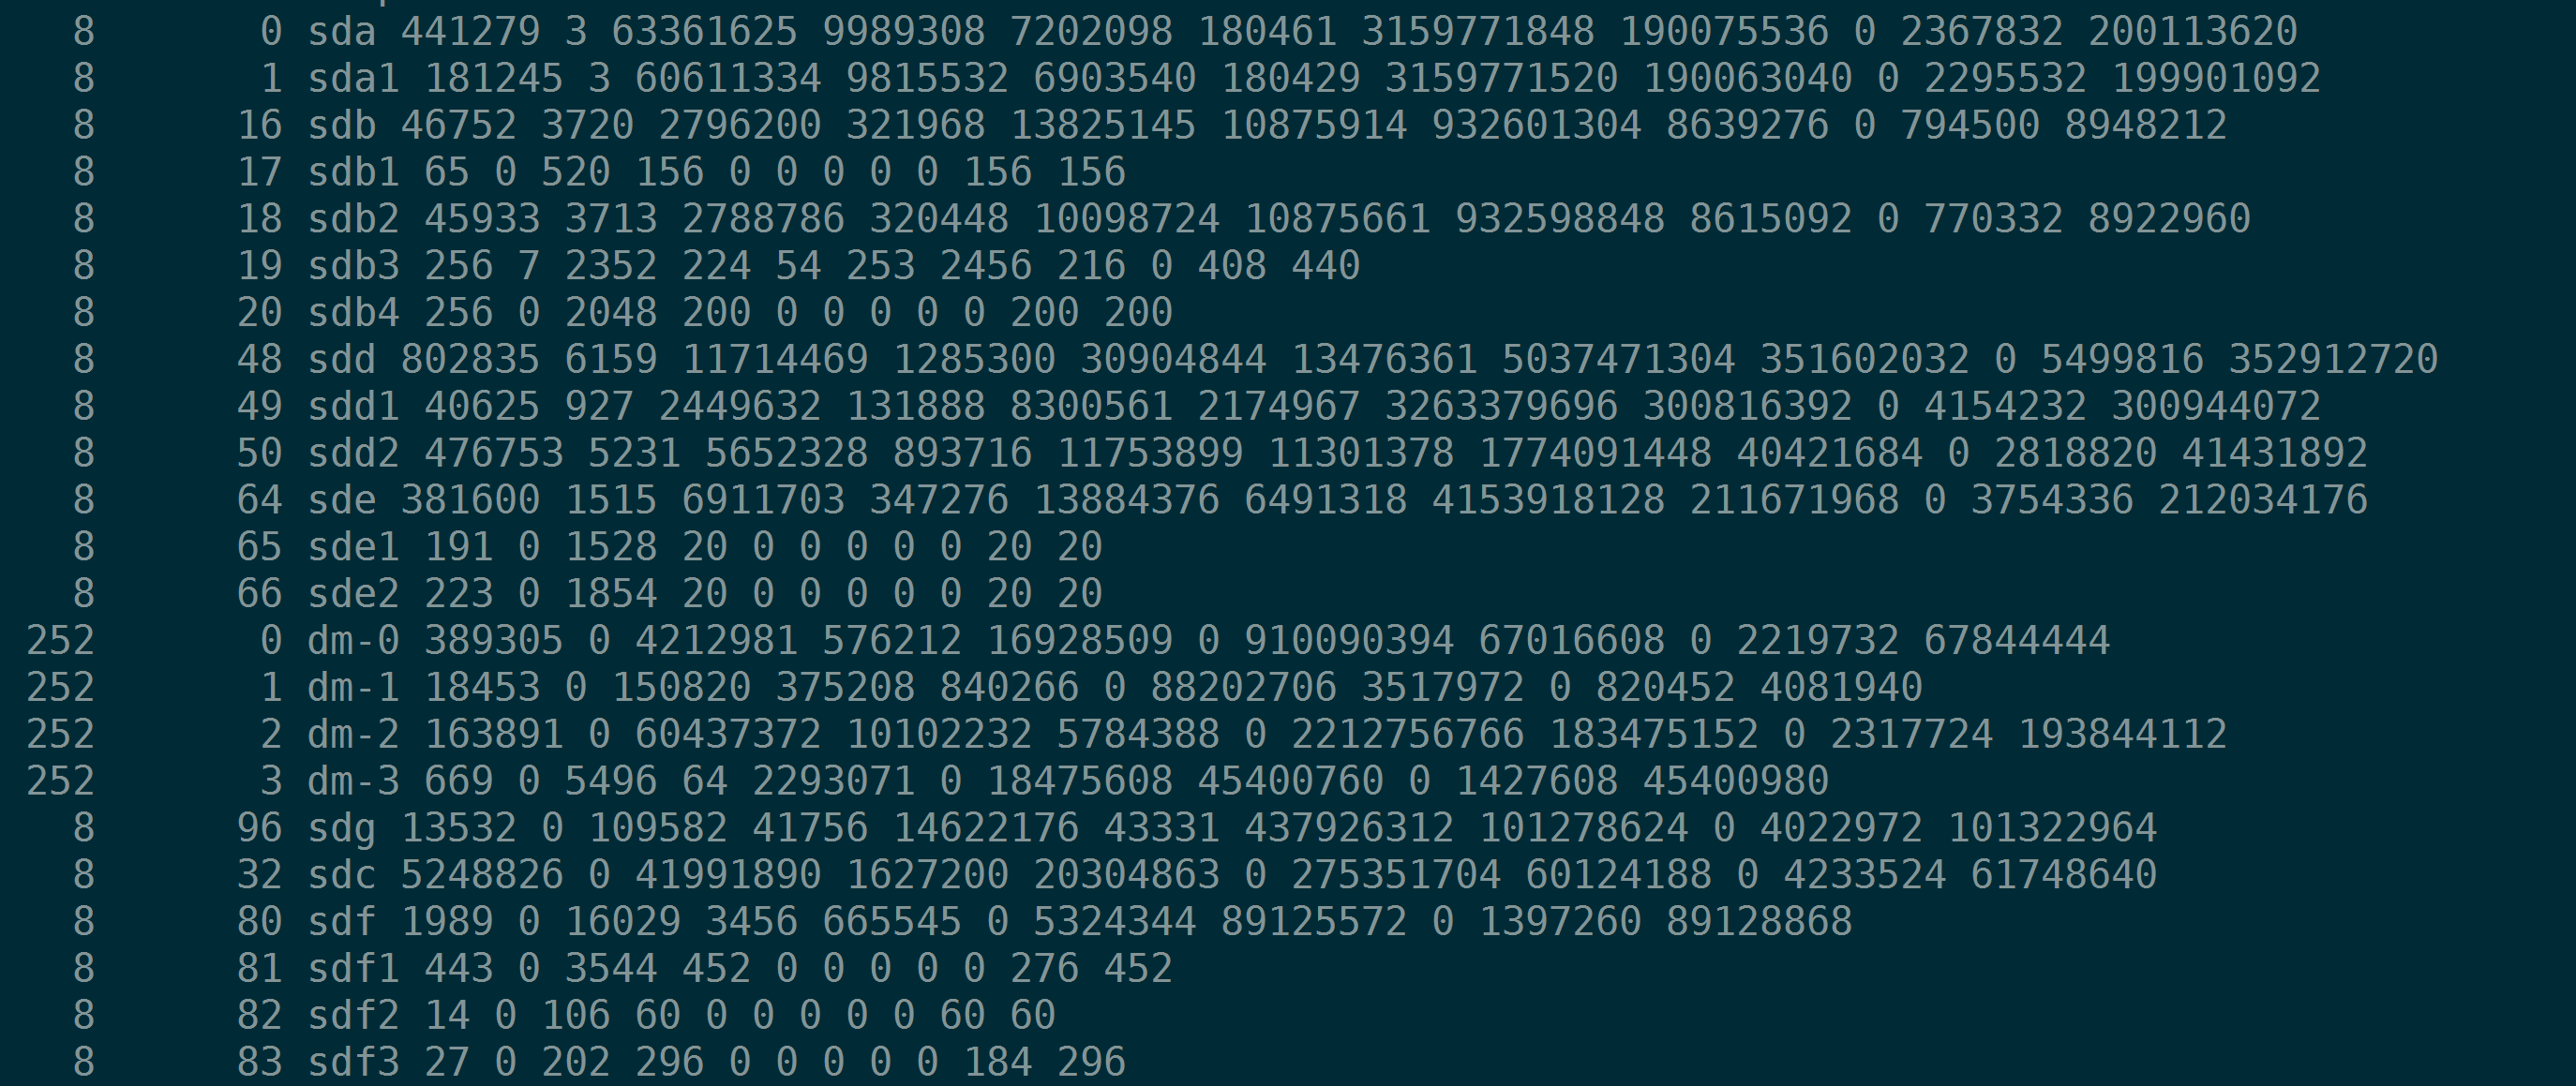 8 0 sda 441279 3 63361625 9989308 7202098 180461 3159771848 190075536 0 2367832 200113620
8 1 sda1 181245 3 60611334 9815532 6903540 180429 3159771520 190063040 0 2295532 199901092
8 16 sdb 46752 3720 2796200 321968 13825145 10875914 932601304 8639276 0 794500 8948212
8 17 sdb1 65 0 520 156 0 0 0 0 0 156 156
8 18 sdb2 45933 3713 2788786 320448 10098724 10875661 932598848 8615092 0 770332 8922960
8 19 sdb3 256 7 2352 224 54 253 2456 216 0 408 440
8 20 sdb4 256 0 2048 200 0 0 0 0 0 200 200
8 48 sdd 802835 6159 11714469 1285300 30904844 13476361 5037471304 351602032 0 5499816 352912720
8 49 sdd1 40625 927 2449632 131888 8300561 2174967 3263379696 300816392 0 4154232 300944072
8 50 sdd2 476753 5231 5652328 893716 11753899 11301378 1774091448 40421684 0 2818820 41431892
8 64 sde 381600 1515 6911703 347276 13884376 6491318 4153918128 211671968 0 3754336 212034176
8 65 sde1 191 0 1528 20 0 0 0 0 0 20 20
8 66 sde2 223 0 1854 20 0 0 0 0 0 20 20
252 0 dm-0 389305 0 4212981 576212 16928509 0 910090394 67016608 0 2219732 67844444
252 1 dm-1 18453 0 150820 375208 840266 0 88202706 3517972 0 820452 4081940
252 2 dm-2 163891 0 60437372 10102232 5784388 0 2212756766 183475152 0 2317724 193844112
252 3 dm-3 669 0 5496 64 2293071 0 18475608 45400760 0 1427608 45400980
8 96 sdg 13532 0 109582 41756 14622176 43331 437926312 101278624 0 4022972 101322964
8 32 sdc 5248826 0 41991890 1627200 20304863 0 275351704 60124188 0 4233524 61748640
8 80 sdf 1989 0 16029 3456 665545 0 5324344 89125572 0 1397260 89128868
8 81 sdf1 443 0 3544 452 0 0 0 0 0 276 452
8 82 sdf2 14 0 106 60 0 0 0 0 0 60 60
8 83 sdf3 27 0 202 296 0 0 0 0 0 184 296